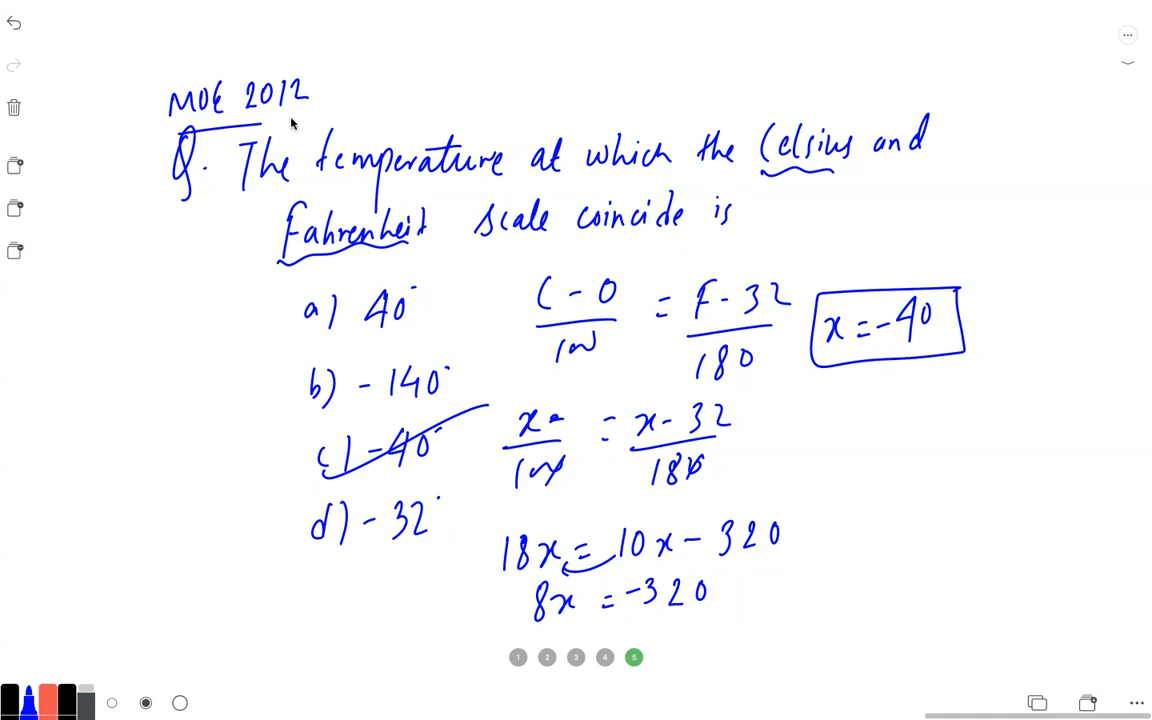 MOE 2012
Q. The temperature at which the Celsius and
Fahrenheit scale coincide is
a) 40°
b) -140°
c) -40°
d) -32°
C - 0 / 100 = F - 32 / 180
x = -40
x / 100 = x - 32 / 180
18x = 10x - 320
8x = -320
1 2 3 4 5